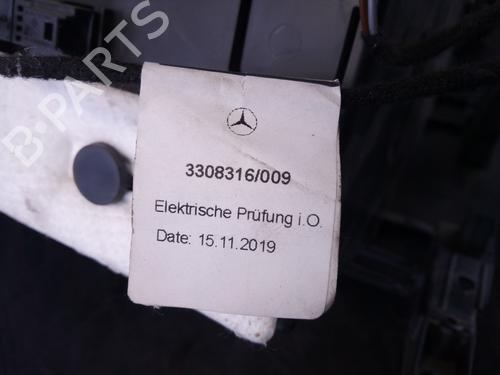 B-PARTS
3308316/009
Elektrische Prüfung i.O.
Date: 15.11.2019